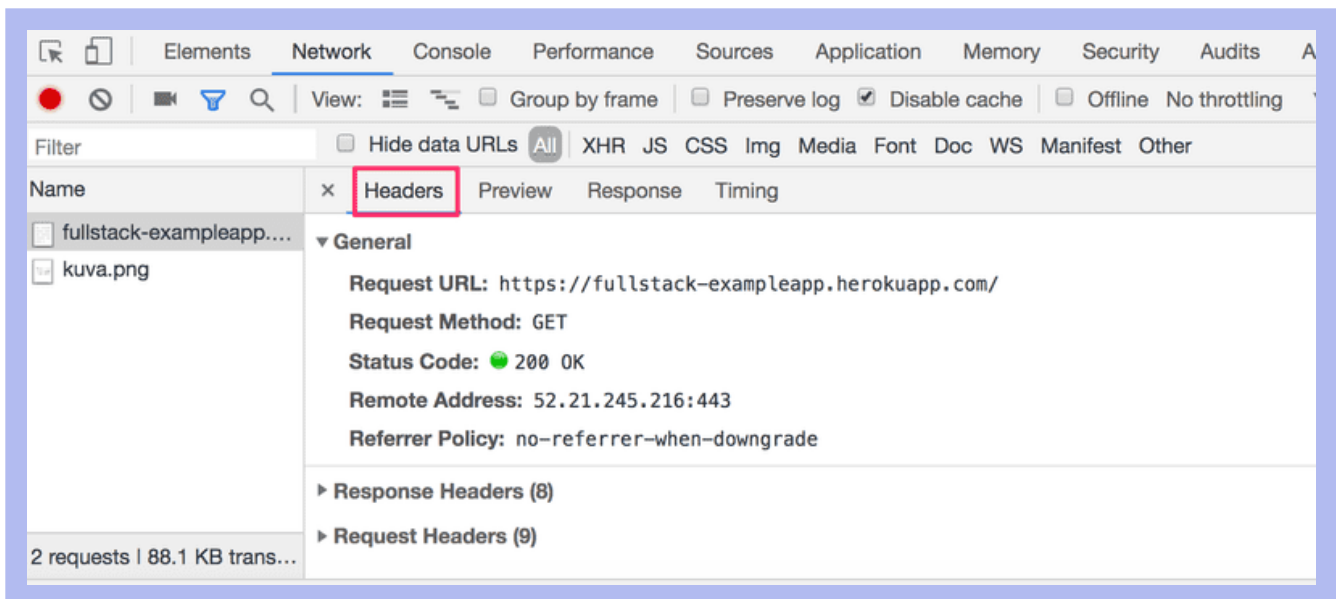 Elements Network Console Performance Sources Application Memory Security Audits A
View: Group by frame Preserve log Disable cache Offline No throttling
Filter Hide data URLs All XHR JS CSS Img Media Font Doc WS Manifest Other
Name × Headers Preview Response Timing
fullstack-exampleapp....
kuva.png
▾ General
Request URL: https://fullstack-exampleapp.herokuapp.com/
Request Method: GET
Status Code: 200 OK
Remote Address: 52.21.245.216:443
Referrer Policy: no-referrer-when-downgrade
▸ Response Headers (8)
▸ Request Headers (9)
2 requests | 88.1 KB trans...